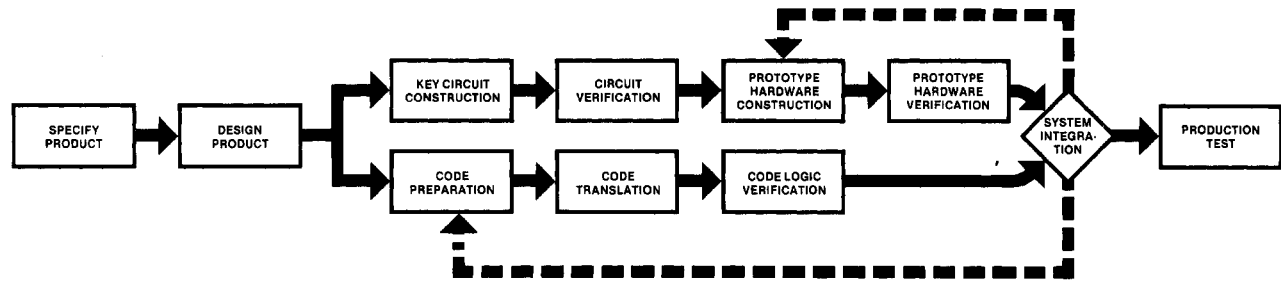 SPECIFY
PRODUCT
DESIGN
PRODUCT
KEY CIRCUIT
CONSTRUCTION
CIRCUIT
VERIFICATION
PROTOTYPE
HARDWARE
CONSTRUCTION
PROTOTYPE
HARDWARE
VERIFICATION
CODE
PREPARATION
CODE
TRANSLATION
CODE LOGIC
VERIFICATION
SYSTEM
INTEGRA-
TION
PRODUCTION
TEST